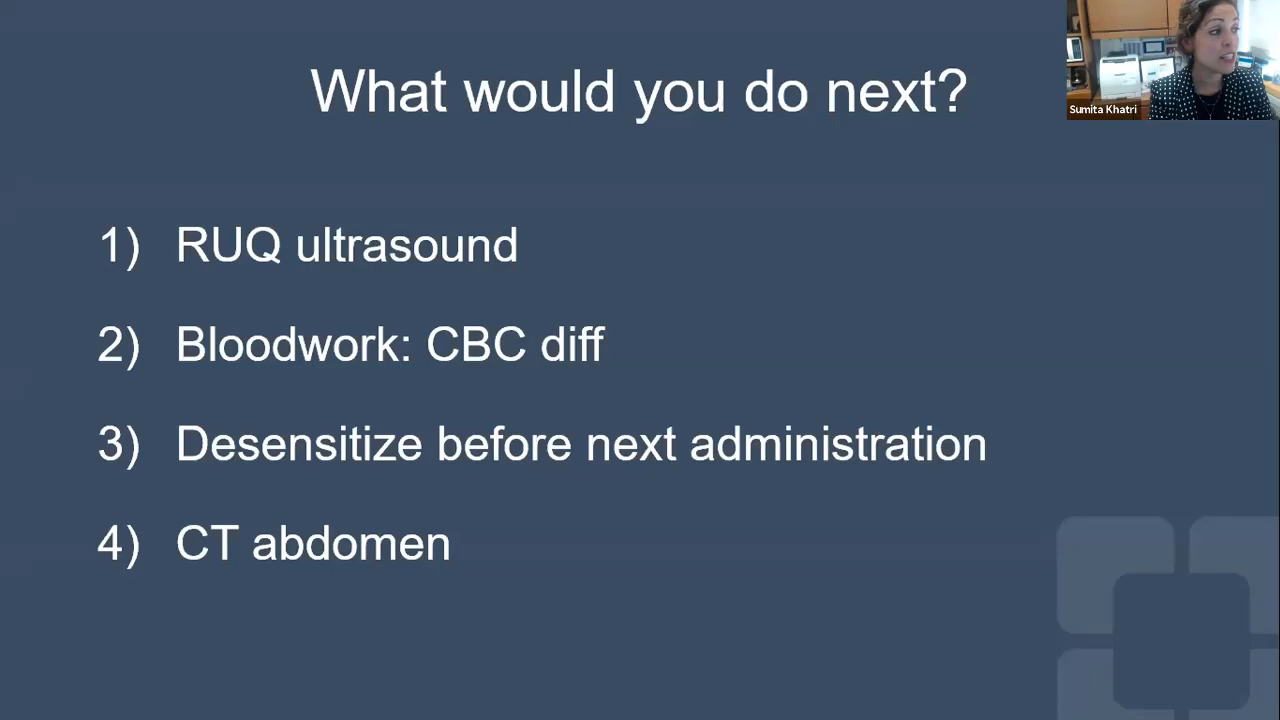 What would you do next?
Sumita Khatri
1) RUQ ultrasound
2) Bloodwork: CBC diff
3) Desensitize before next administration
4) CT abdomen